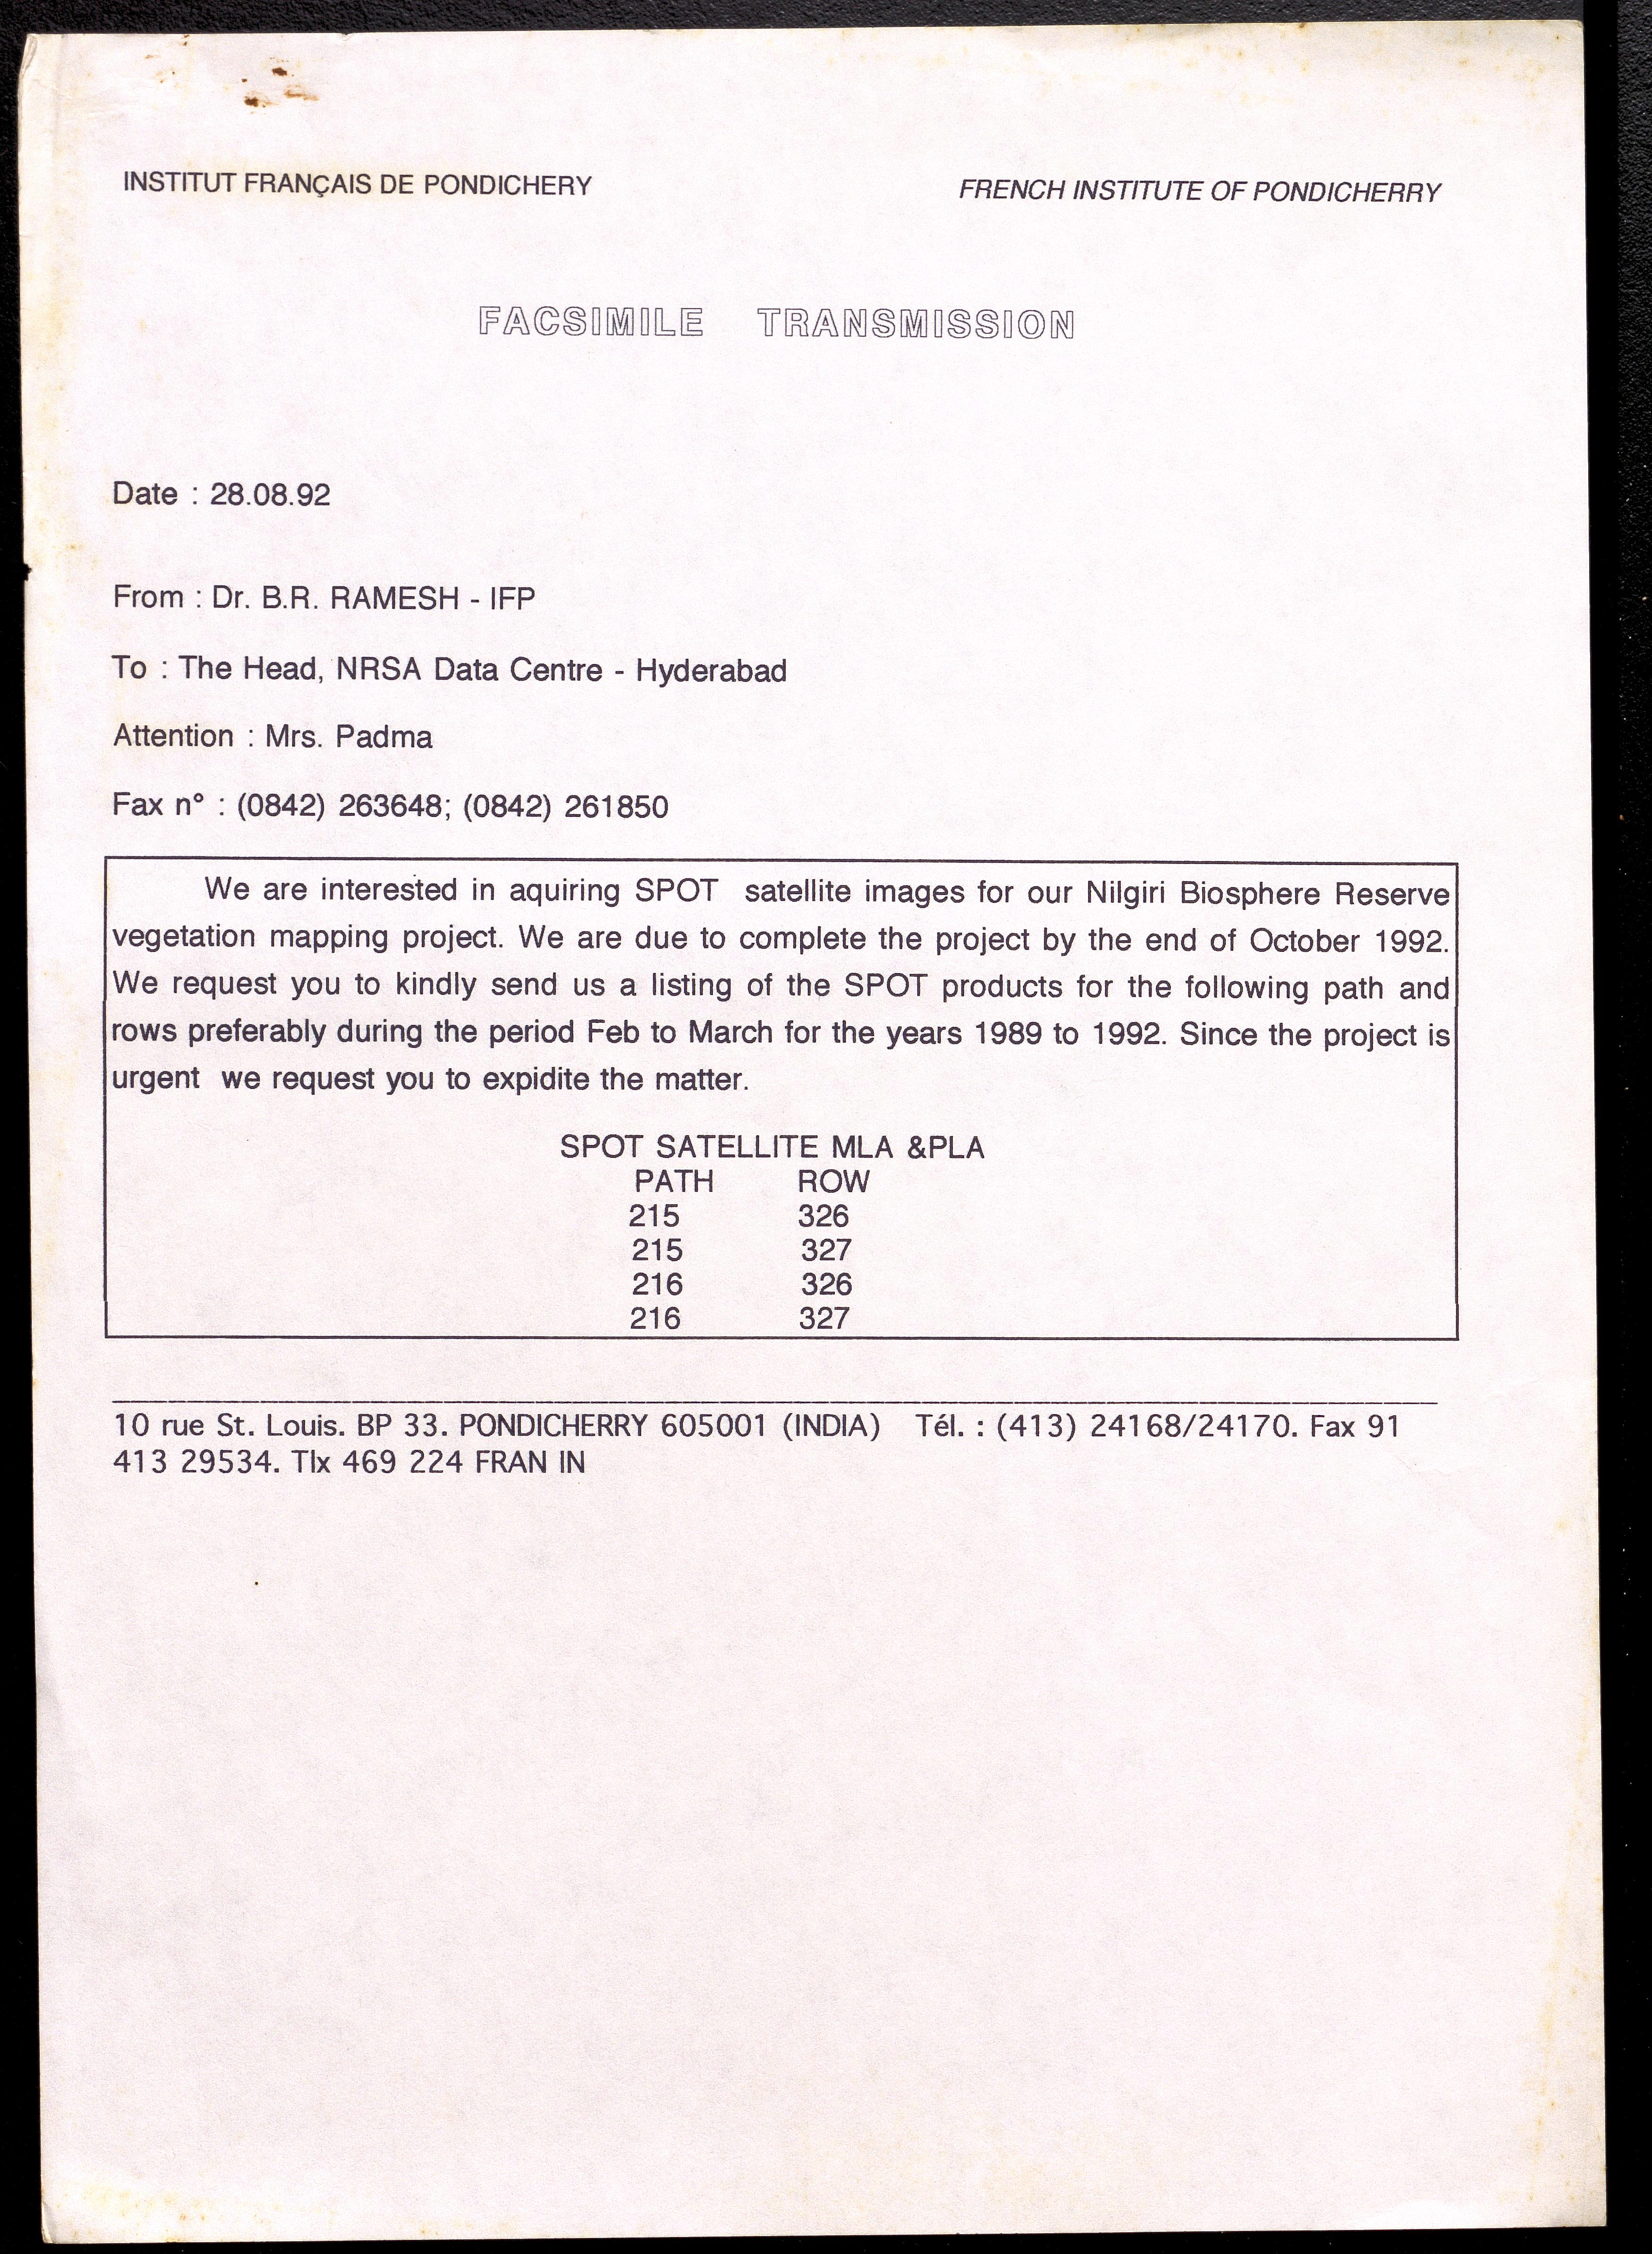 INSTITUT FRANÇAIS DE PONDICHERY FRENCH INSTITUTE OF PONDICHERRY
FACSIMILE TRANSMISSION
Date : 28.08.92
From : Dr. B.R. RAMESH - IFP
To : The Head, NRSA Data Centre - Hyderabad
Attention : Mrs. Padma
Fax n° : (0842) 263648; (0842) 261850
We are interested in aquiring SPOT satellite images for our Nilgiri Biosphere Reserve
vegetation mapping project. We are due to complete the project by the end of October 1992.
We request you to kindly send us a listing of the SPOT products for the following path and
rows preferably during the period Feb to March for the years 1989 to 1992. Since the project is
urgent we request you to expidite the matter.
SPOT SATELLITE MLA &PLA
PATH ROW
215 326
215 327
216 326
216 327
10 rue St. Louis. BP 33. PONDICHERRY 605001 (INDIA) Tél. : (413) 24168/24170. Fax 91
413 29534. Tlx 469 224 FRAN IN